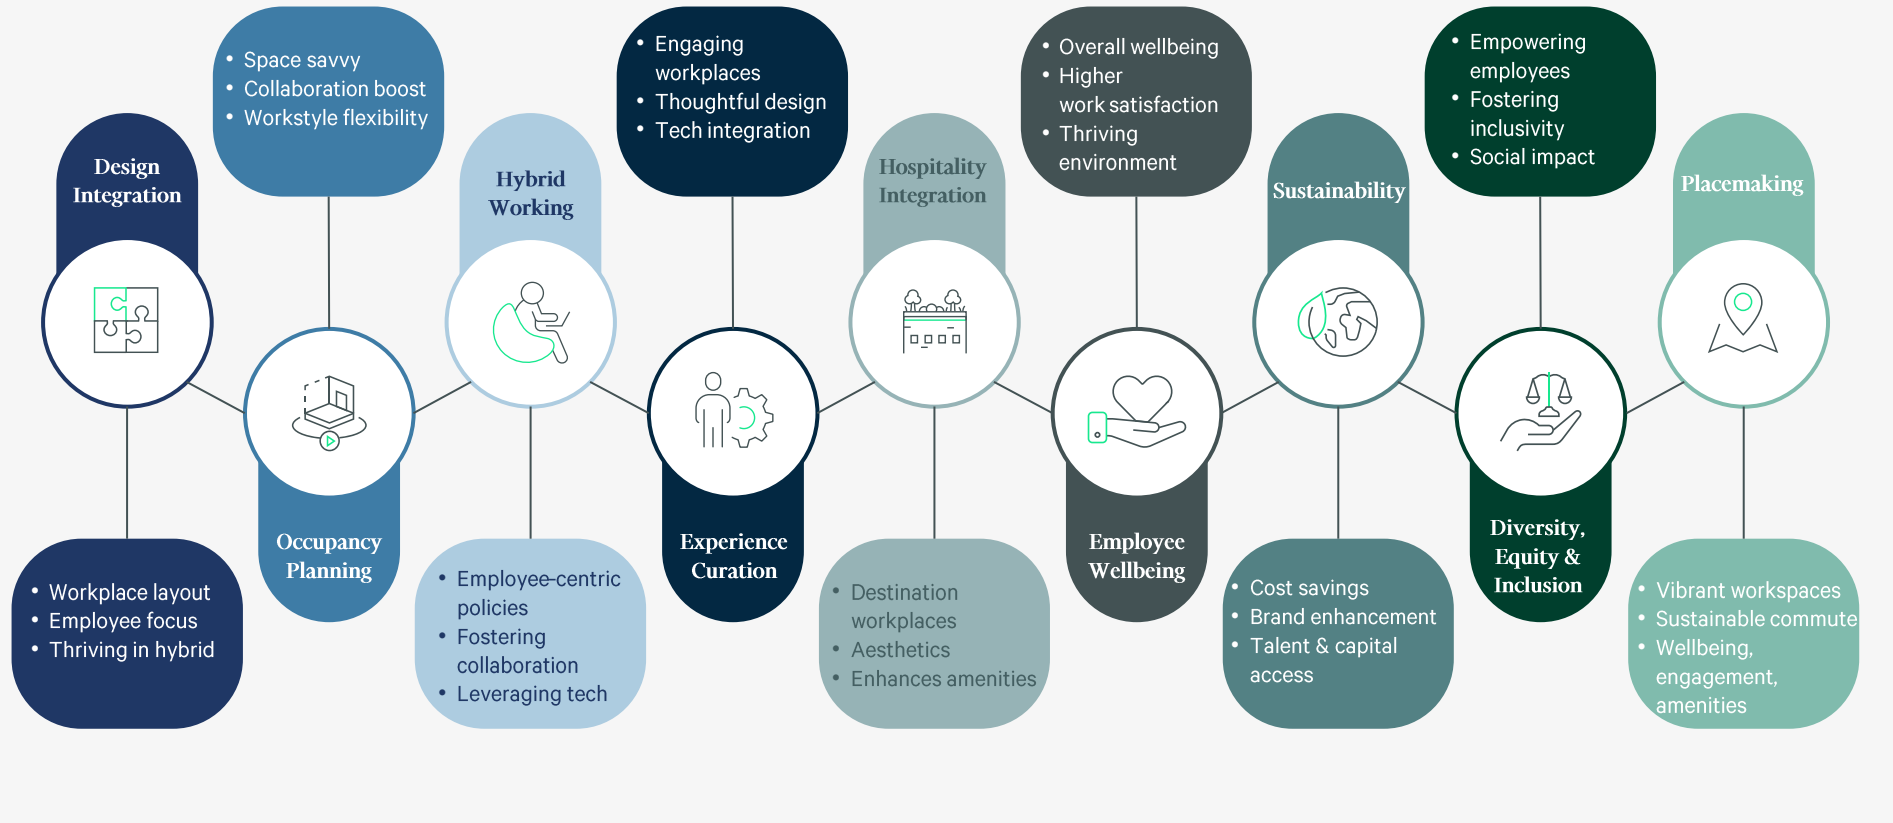 Design
Integration
• Workplace layout
• Employee focus
• Thriving in hybrid
• Space savvy
• Collaboration boost
• Workstyle flexibility
Occupancy
Planning
Hybrid
Working
• Employee-centric
policies
• Fostering
collaboration
• Leveraging tech
• Engaging
workplaces
• Thoughtful design
• Tech integration
Experience
Curation
Hospitality
Integration
• Destination
workplaces
• Aesthetics
• Enhances amenities
• Overall wellbeing
• Higher
work satisfaction
• Thriving
environment
Employee
Wellbeing
Sustainability
• Cost savings
• Brand enhancement
• Talent & capital
access
• Empowering
employees
• Fostering
inclusivity
• Social impact
Diversity,
Equity &
Inclusion
Placemaking
• Vibrant workspaces
• Sustainable commute
• Wellbeing,
engagement,
amenities